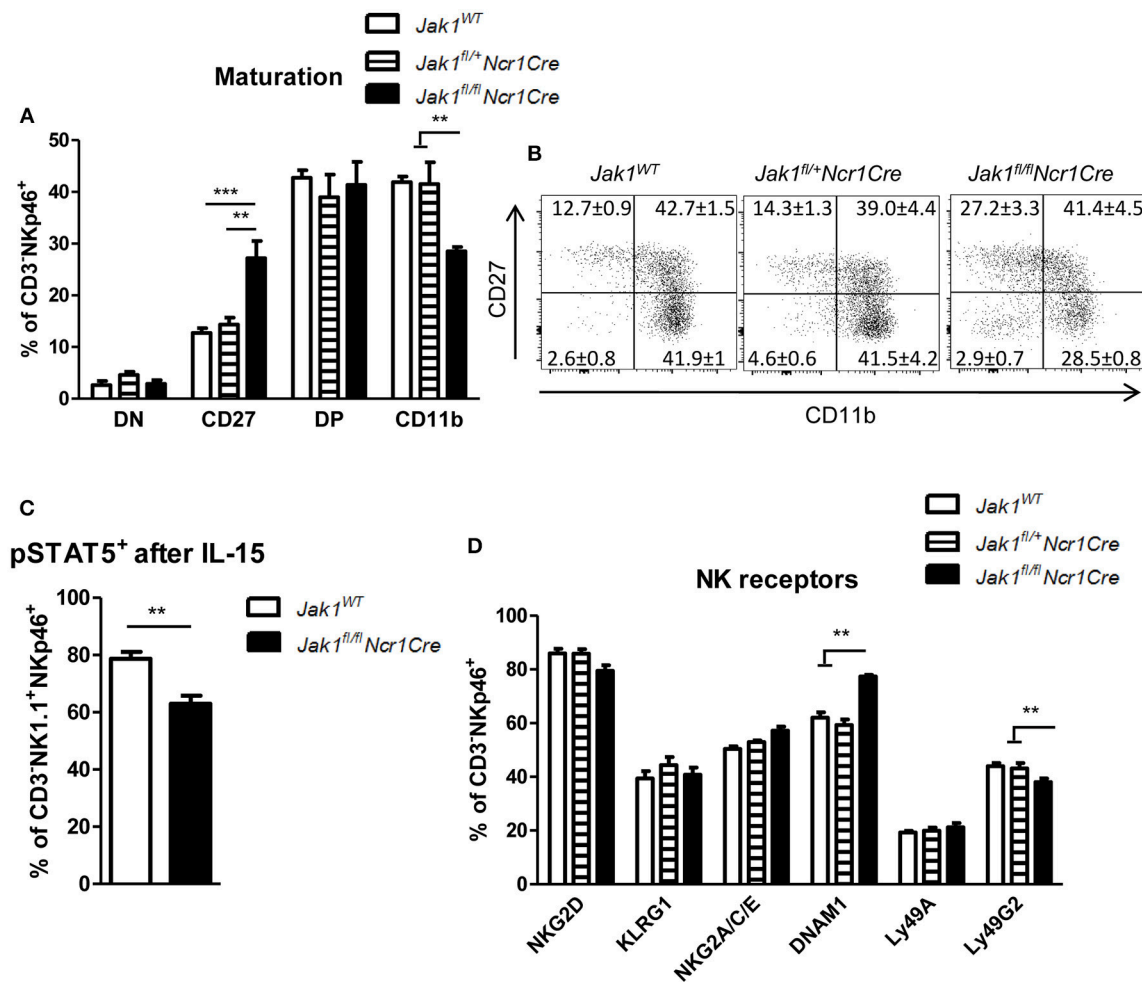 Jak1^WT
Jak1^fl/+ Ncr1Cre
Jak1^fl/fl Ncr1Cre
Maturation
A
% of CD3⁻NKp46⁺
50
40
30
20
10
0
***
**
**
DN CD27 DP CD11b
B
Jak1^WT Jak1^fl/+Ncr1Cre Jak1^fl/fl Ncr1Cre
12.7±0.9 42.7±1.5 14.3±1.3 39.0±4.4 27.2±3.3 41.4±4.5
CD27
2.6±0.8 41.9±1 4.6±0.6 41.5±4.2 2.9±0.7 28.5±0.8
CD11b
C
pSTAT5⁺ after IL-15
% of CD3⁻NK1.1⁺NKp46⁺
100
80
60
40
20
0
**
Jak1^WT
Jak1^fl/fl Ncr1Cre
D
Jak1^WT
Jak1^fl/+ Ncr1Cre
Jak1^fl/fl Ncr1Cre
NK receptors
% of CD3⁻NKp46⁺
100
80
60
40
20
0
**
**
NKG2D KLRG1 NKG2A/C/E DNAM1 Ly49A Ly49G2